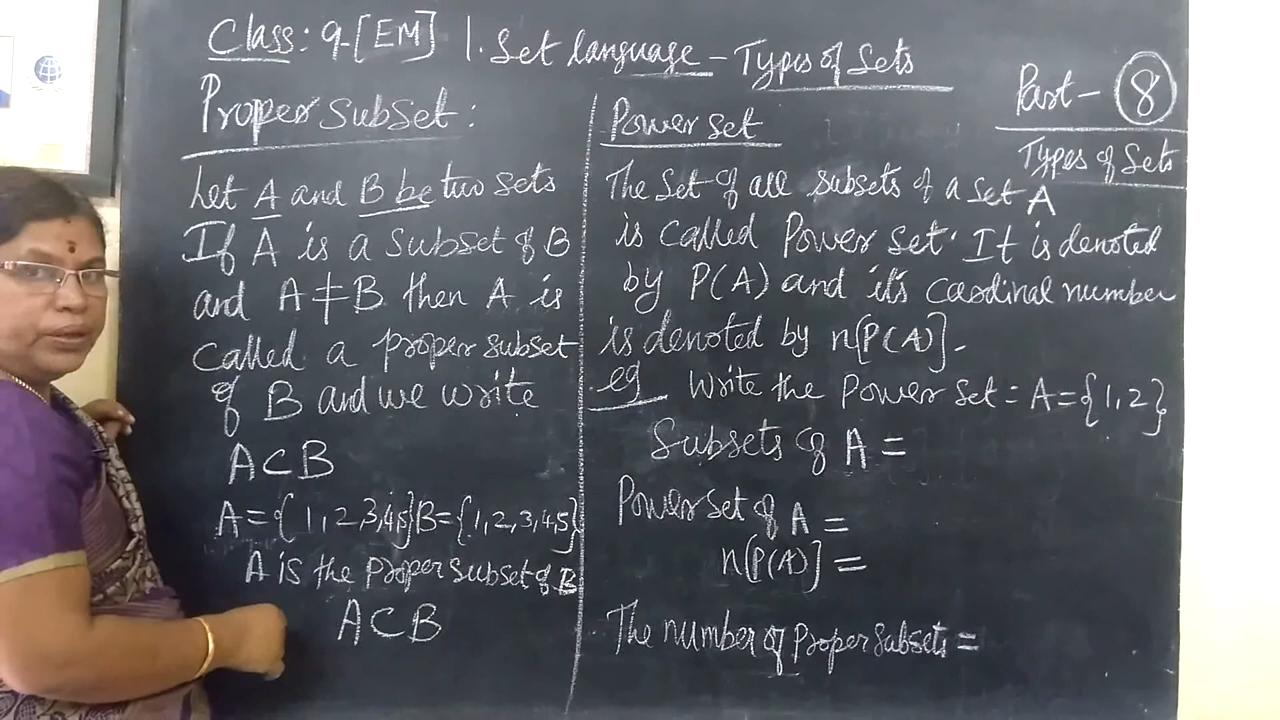 Class: 9-[EM] 1. Set language - Types of Sets
Part - 8
Types of Sets
Proper Subset:
Let A and B be two sets
If A is a subset of B
and A ≠ B then A is
called a proper subset
of B and we write
A⊂B
A={1,2,3,4,5} B={1,2,3,4,5}
A is the proper subset of B
A⊂B
Power set
The Set of all subsets of a set A
is called Power set. It is denoted
by P(A) and it's cardinal number
is denoted by n[P(A)].
eg Write the Power set = A={1,2}
Subsets of A =
Power set of A =
n[P(A)] =
The number of Proper Subsets =